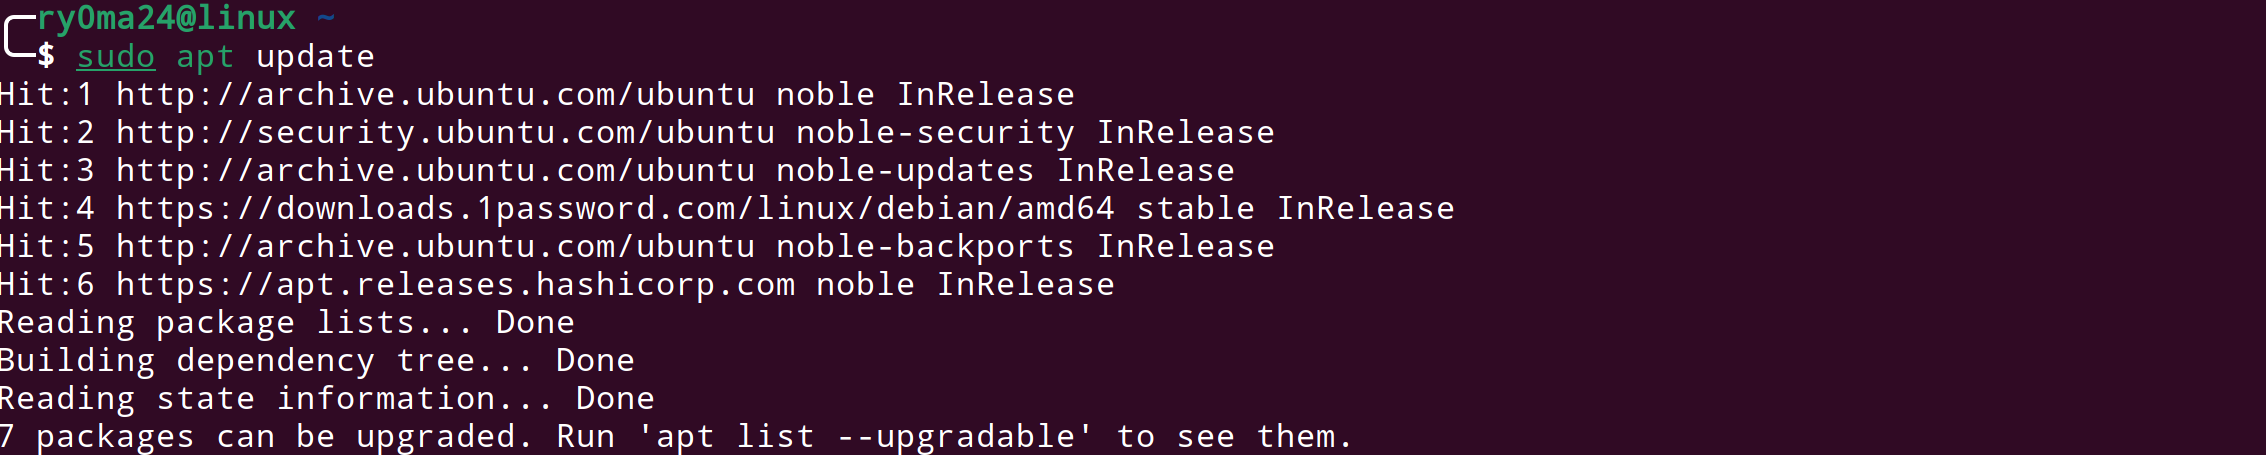 ry0ma24@linux ~
$ sudo apt update
Hit:1 http://archive.ubuntu.com/ubuntu noble InRelease
Hit:2 http://security.ubuntu.com/ubuntu noble-security InRelease
Hit:3 http://archive.ubuntu.com/ubuntu noble-updates InRelease
Hit:4 https://downloads.1password.com/linux/debian/amd64 stable InRelease
Hit:5 http://archive.ubuntu.com/ubuntu noble-backports InRelease
Hit:6 https://apt.releases.hashicorp.com noble InRelease
Reading package lists... Done
Building dependency tree... Done
Reading state information... Done
7 packages can be upgraded. Run 'apt list --upgradable' to see them.